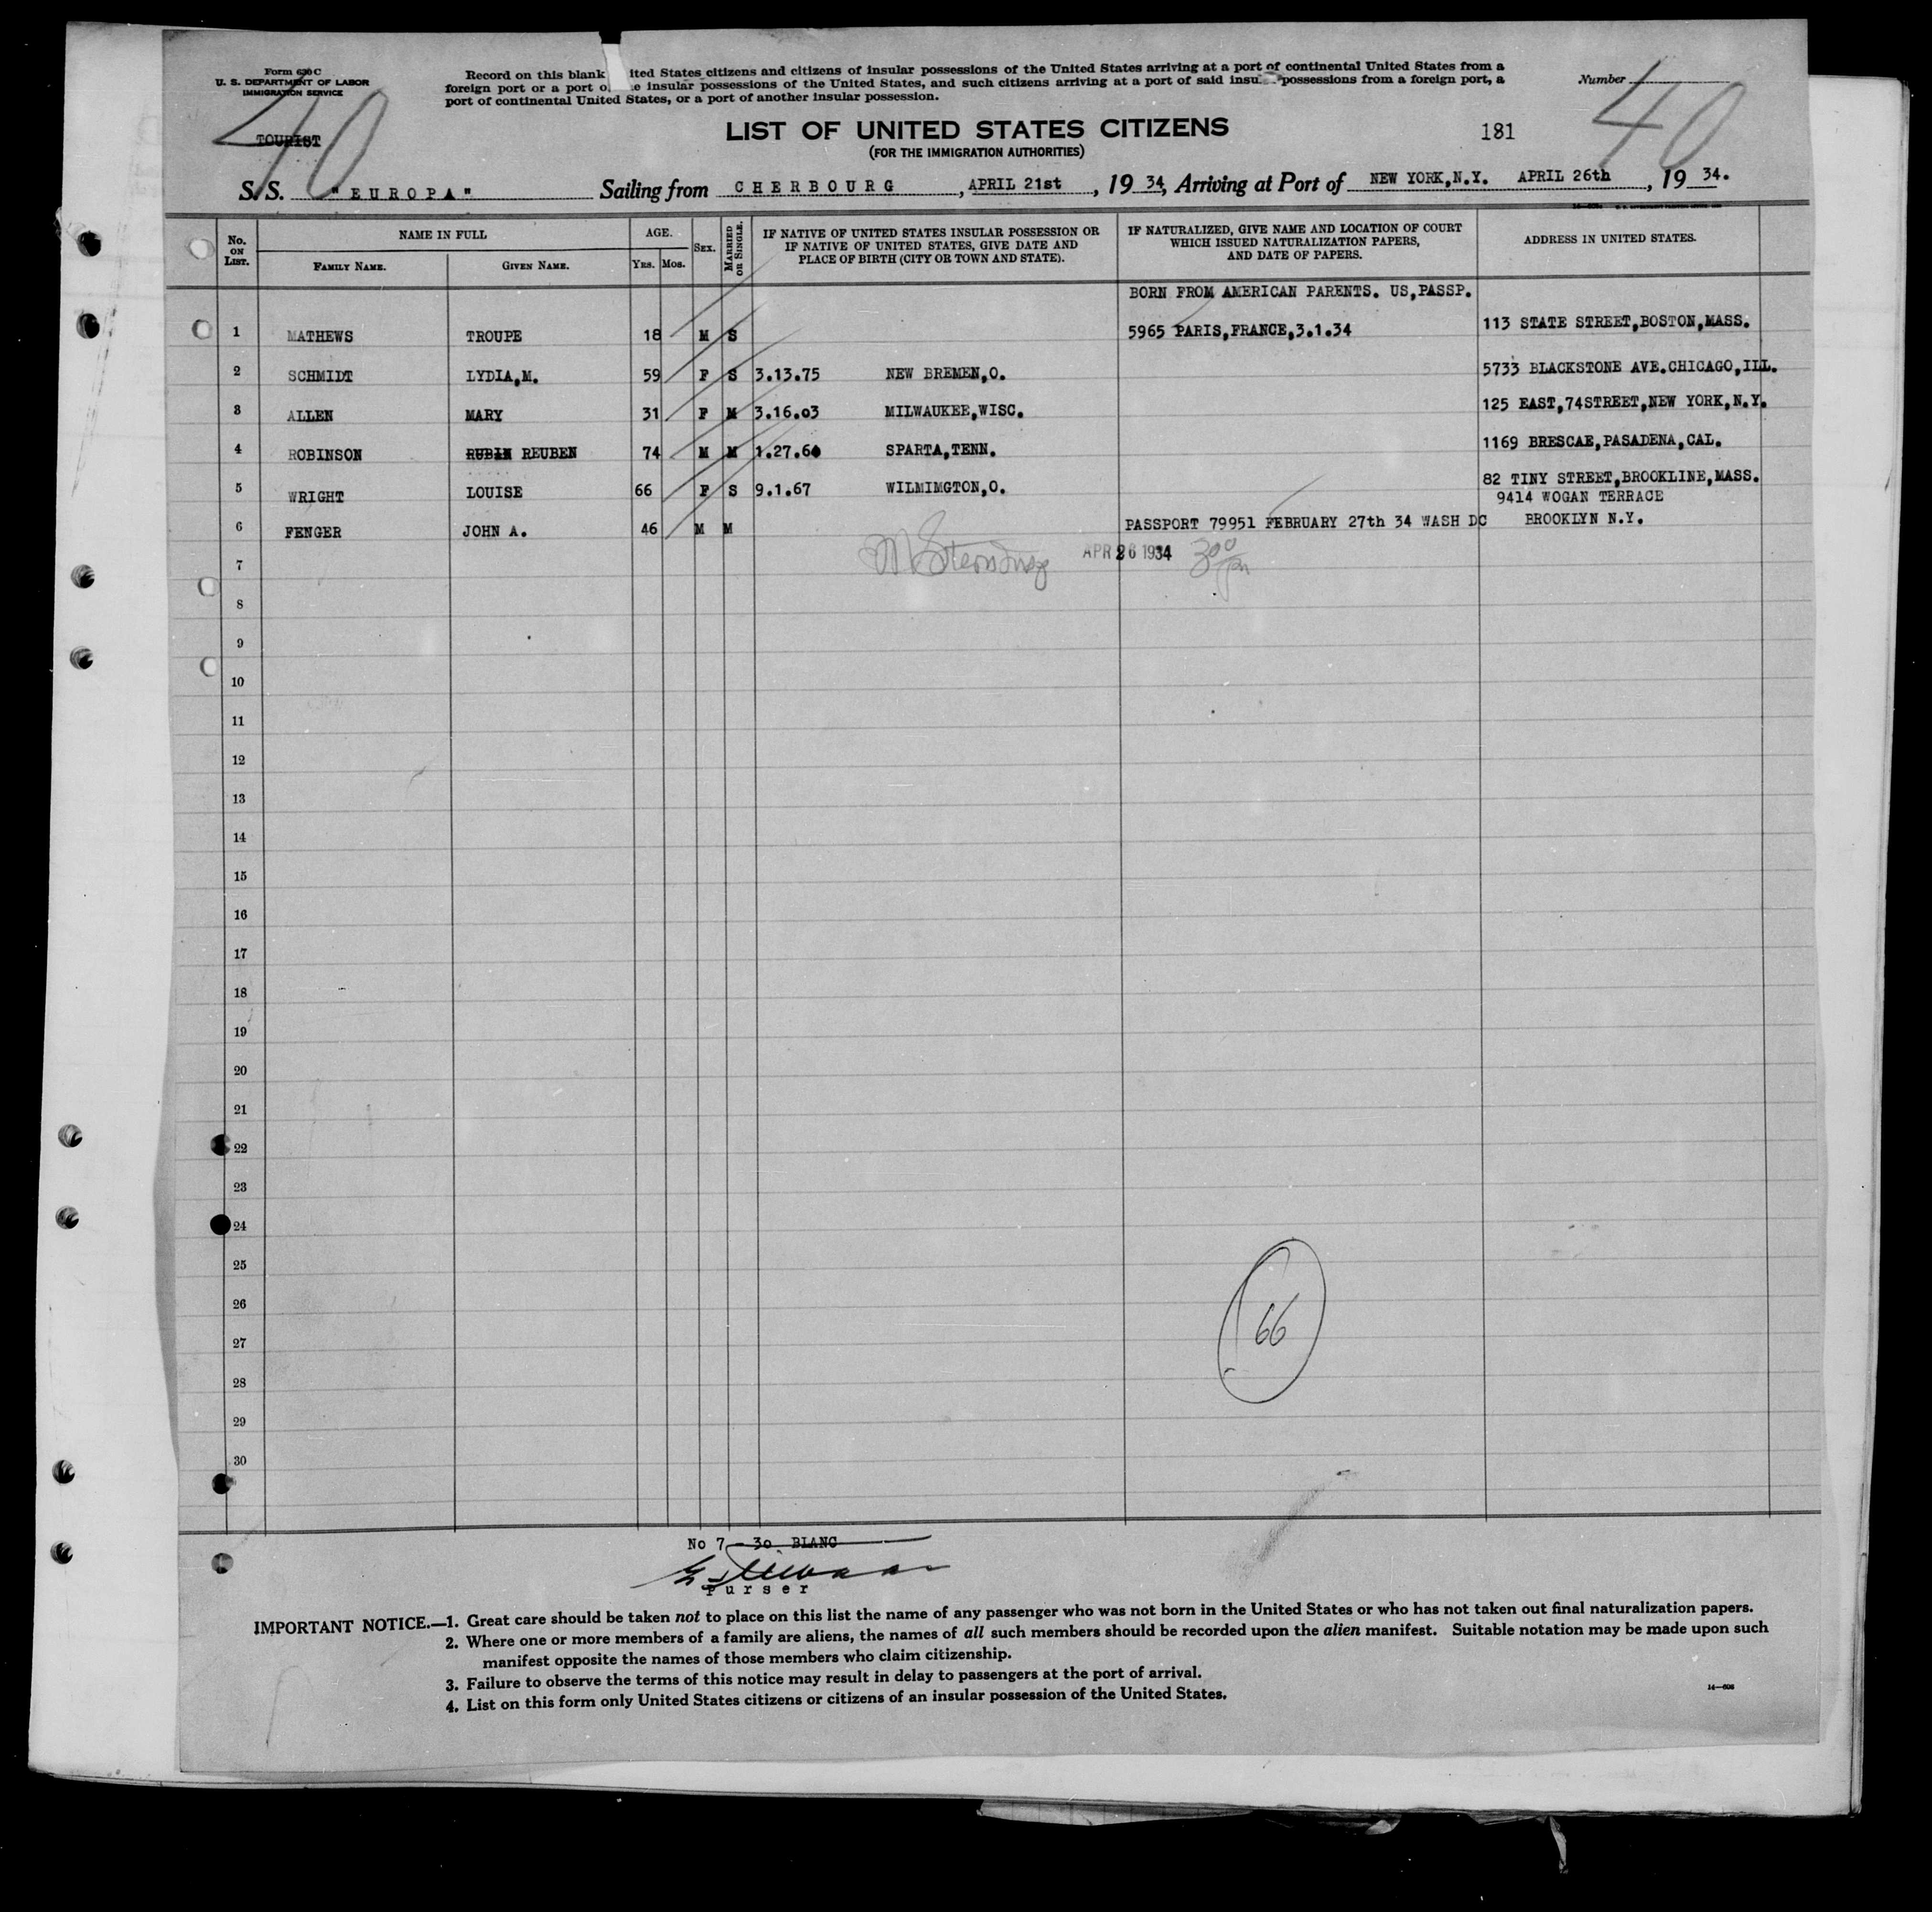 Form 630 C
U. S. DEPARTMENT OF LABOR
IMMIGRATION SERVICE
Record on this blank ited States citizens and citizens of insular possessions of the United States arriving at a port of continental United States from a
foreign port or a port o e insular possessions of the United States, and such citizens arriving at a port of said insu possessions from a foreign port, a
port of continental United States, or a port of another insular possession.
Number
40
40
TOURIST
LIST OF UNITED STATES CITIZENS
181
(FOR THE IMMIGRATION AUTHORITIES)
S. S. "EUROPA" Sailing from CHERBOURG, APRIL 21st, 19 34, Arriving at Port of NEW YORK,N.Y. APRIL 26th, 19 34.
No. ON LIST. NAME IN FULL AGE. SEX. MARRIED OR SINGLE. IF NATIVE OF UNITED STATES INSULAR POSSESSION OR IF NATIVE OF UNITED STATES, GIVE DATE AND PLACE OF BIRTH (CITY OR TOWN AND STATE). IF NATURALIZED, GIVE NAME AND LOCATION OF COURT WHICH ISSUED NATURALIZATION PAPERS, AND DATE OF PAPERS. ADDRESS IN UNITED STATES.
FAMILY NAME. GIVEN NAME. YRS. MOS.
BORN FROM AMERICAN PARENTS. US,PASSP.
1 MATHEWS TROUPE 18 M S 5965 PARIS,FRANCE,3.1.34 113 STATE STREET,BOSTON,MASS.
2 SCHMIDT LYDIA,M. 59 F S 3.13.75 NEW BREMEN,O. 5733 BLACKSTONE AVE.CHICAGO,ILL.
3 ALLEN MARY 31 F M 3.16.03 MILWAUKEE,WISC. 125 EAST,74STREET,NEW YORK,N.Y.
4 ROBINSON RUBIN REUBEN 74 M M 1.27.60 SPARTA,TENN. 1169 BRESCAE,PASADENA,CAL.
5 WRIGHT LOUISE 66 F S 9.1.67 WILMINGTON,O. 82 TINY STREET,BROOKLINE,MASS.
9414 WOGAN TERRACE
6 FENGER JOHN A. 46 M M PASSPORT 79951 FEBRUARY 27th 34 WASH DC BROOKLYN N.Y.
APR 26 1934 300 pm
7
8
9
10
11
12
13
14
15
16
17
18
19
20
21
22
23
24
25
26
27
28
29
30
66
No 7 - 30 BLANC
Purser
IMPORTANT NOTICE.—1. Great care should be taken not to place on this list the name of any passenger who was not born in the United States or who has not taken out final naturalization papers.
2. Where one or more members of a family are aliens, the names of all such members should be recorded upon the alien manifest. Suitable notation may be made upon such
manifest opposite the names of those members who claim citizenship.
3. Failure to observe the terms of this notice may result in delay to passengers at the port of arrival.
4. List on this form only United States citizens or citizens of an insular possession of the United States.
14—608